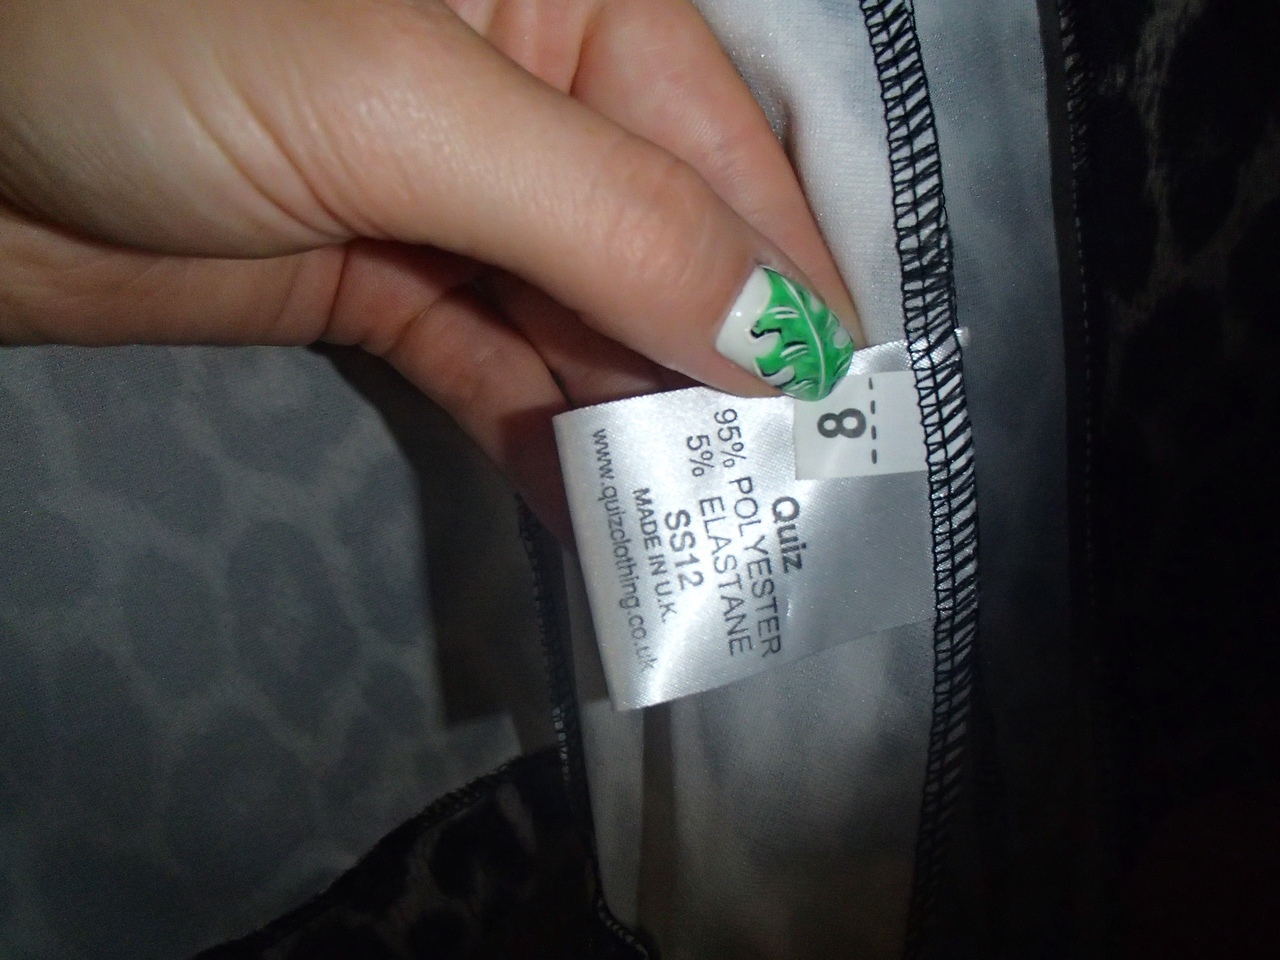 8
Quiz
95% POLYESTER
5% ELASTANE
SS12
MADE IN U.K.
www.quizclothing.co.uk